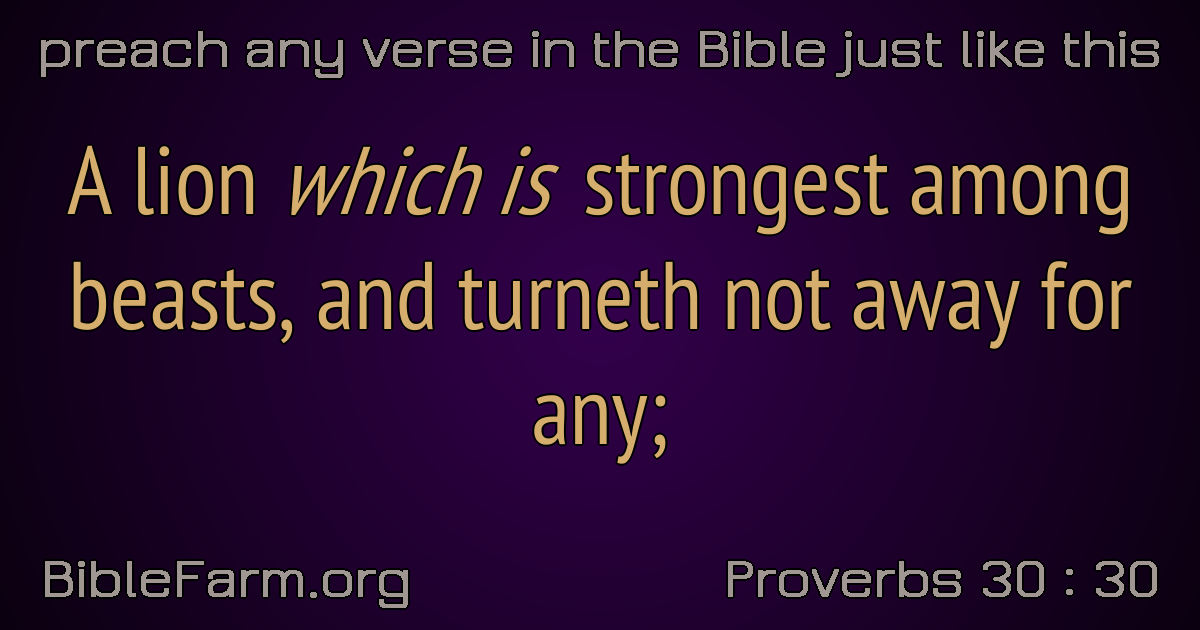 preach any verse in the Bible just like this
A lion which is strongest among
beasts, and turneth not away for
any;
BibleFarm.org
Proverbs 30 : 30